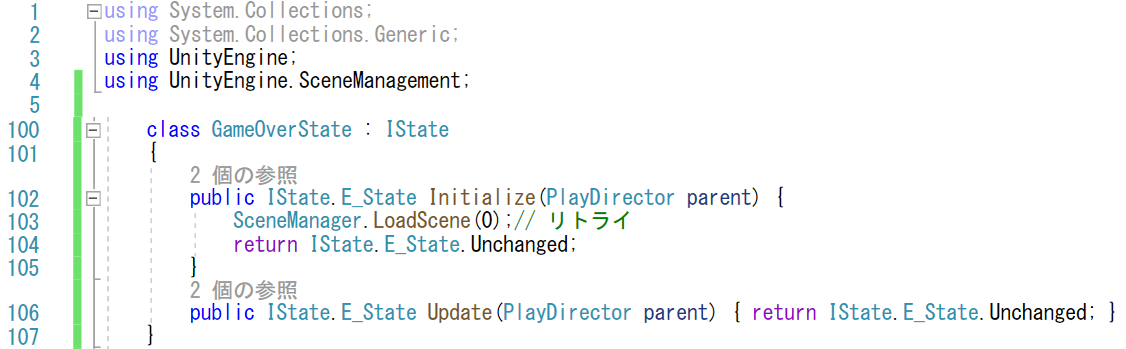 1 using System.Collections;
2 using System.Collections.Generic;
3 using UnityEngine;
4 using UnityEngine.SceneManagement;
5
100 class GameOverState : IState
101 {
2 個の参照
102 public IState.E_State Initialize(PlayDirector parent) {
103 SceneManager.LoadScene(0);// リトライ
104 return IState.E_State.Unchanged;
105 }
2 個の参照
106 public IState.E_State Update(PlayDirector parent) { return IState.E_State.Unchanged; }
107 }